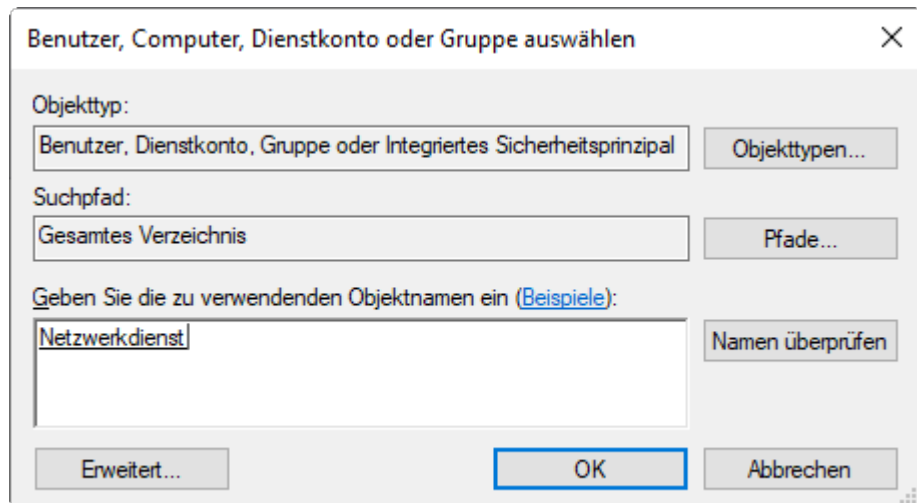 Benutzer, Computer, Dienstkonto oder Gruppe auswählen
Objekttyp:
Benutzer, Dienstkonto, Gruppe oder Integriertes Sicherheitsprinzipal
Objekttypen...
Suchpfad:
Gesamtes Verzeichnis
Pfade...
Geben Sie die zu verwendenden Objektnamen ein (Beispiele):
Netzwerkdienst
Namen überprüfen
Erweitert...
OK
Abbrechen